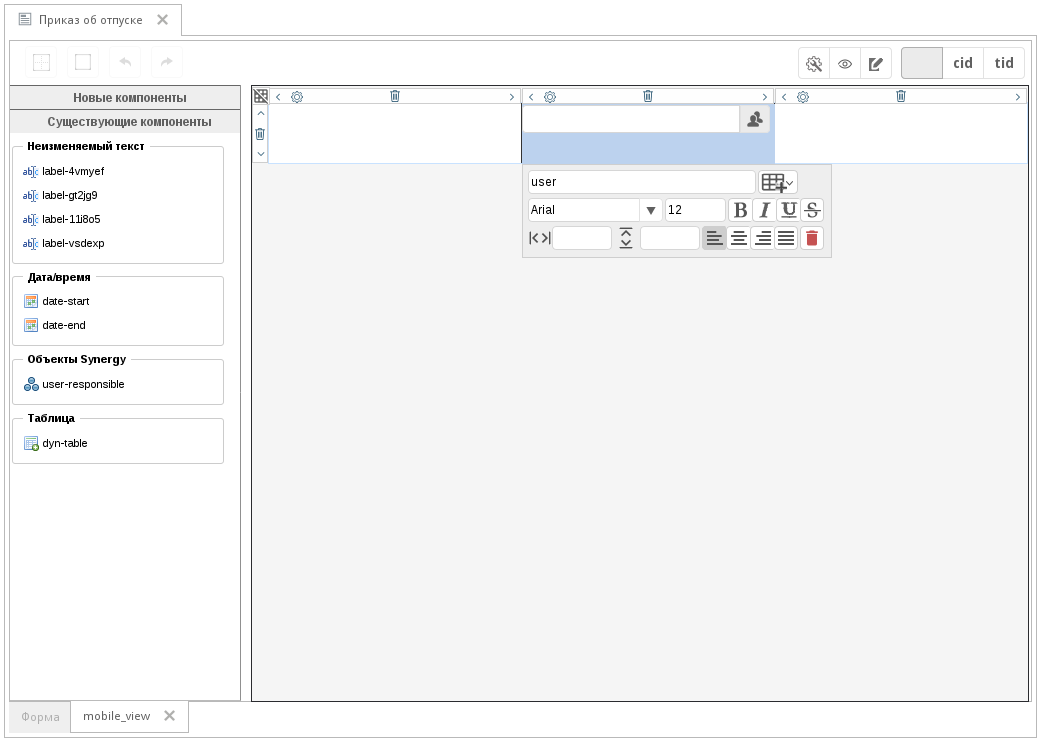 Приказ об отпуске
cid
tid
Новые компоненты
Существующие компоненты
Неизменяемый текст
label-4vmyef
label-gt2jg9
label-11i8o5
label-vsdexp
Дата/время
date-start
date-end
Объекты Synergy
user-responsible
Таблица
dyn-table
user
Arial
12
B I U S
Форма
mobile_view